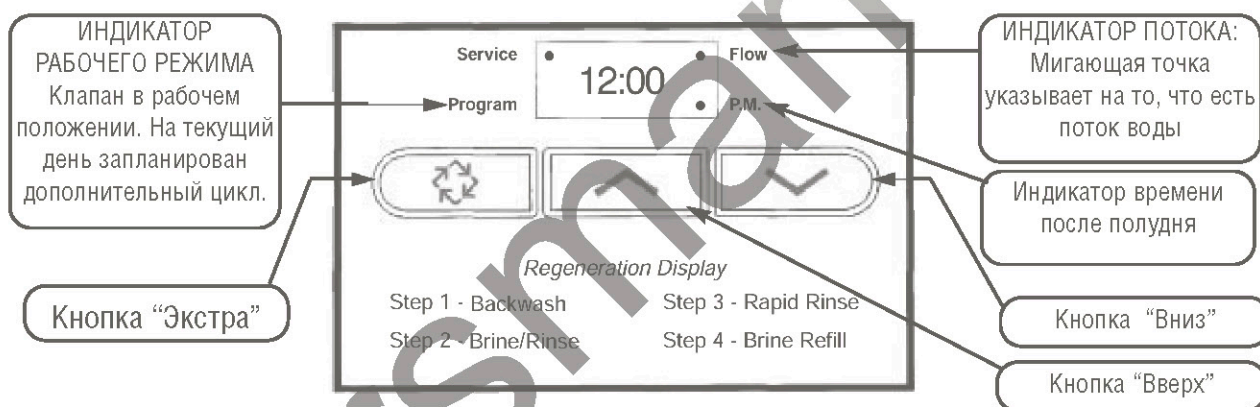 ИНДИКАТОР
РАБОЧЕГО РЕЖИМА
Клапан в рабочем
положении. На текущий
день запланирован
дополнительный цикл.
Кнопка “Экстра”
Service
Program
12:00
Flow
P.M.
Regeneration Display
Step 1 - Backwash
Step 2 - Brine/Rinse
Step 3 - Rapid Rinse
Step 4 - Brine Refill
ИНДИКАТОР ПОТОКА:
Мигающая точка
указывает на то, что есть
поток воды
Индикатор времени
после полудня
Кнопка “Вниз”
Кнопка “Вверх”